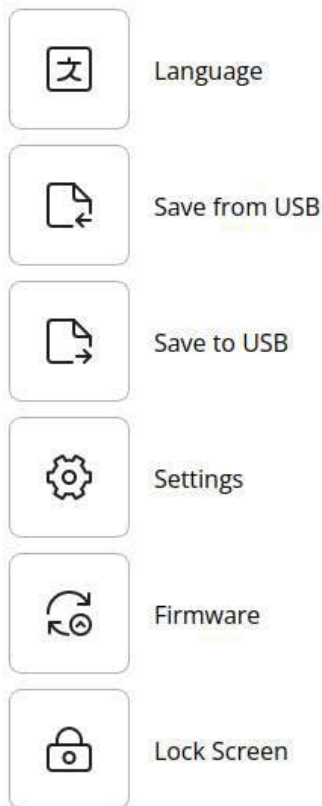 文
Language
Save from USB
Save to USB
Settings
Firmware
Lock Screen